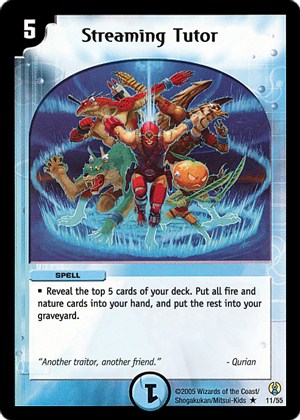 5
Streaming Tutor
SPELL
• Reveal the top 5 cards of your deck. Put all fire and
nature cards into your hand, and put the rest into your
graveyard.
"Another traitor, another friend." - Qurian
1
©2005 Wizards of the Coast/
Shogakukan/Mitsui-Kids ★ 11/55